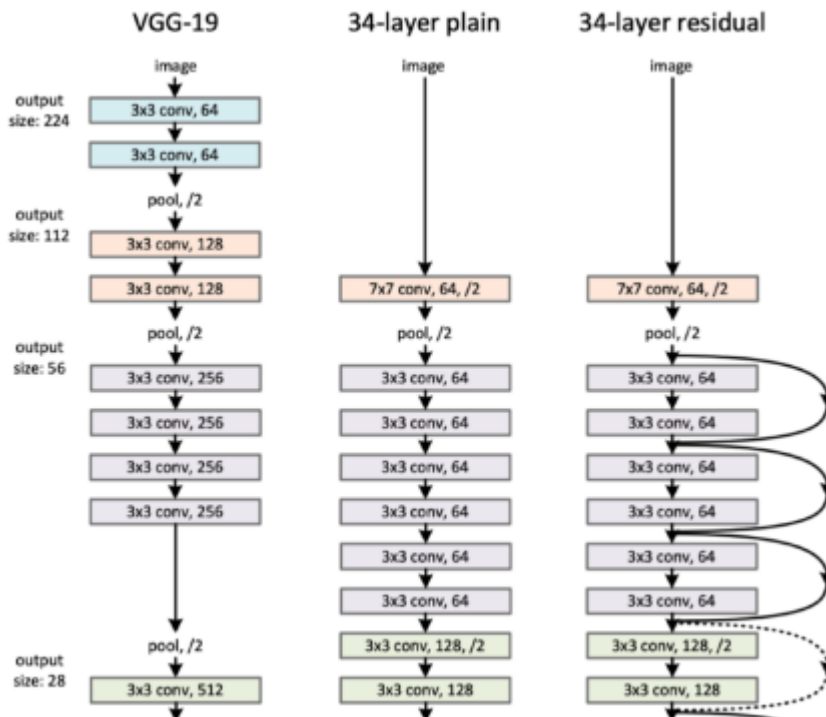 VGG-19
34-layer plain
34-layer residual
image
image
image
output
size: 224
3x3 conv, 64
3x3 conv, 64
pool, /2
output
size: 112
3x3 conv, 128
3x3 conv, 128
7x7 conv, 64, /2
7x7 conv, 64, /2
pool, /2
pool, /2
pool, /2
output
size: 56
3x3 conv, 256
3x3 conv, 64
3x3 conv, 64
3x3 conv, 256
3x3 conv, 64
3x3 conv, 64
3x3 conv, 256
3x3 conv, 64
3x3 conv, 64
3x3 conv, 256
3x3 conv, 64
3x3 conv, 64
3x3 conv, 64
3x3 conv, 64
3x3 conv, 64
3x3 conv, 64
pool, /2
3x3 conv, 128, /2
3x3 conv, 128, /2
output
size: 28
3x3 conv, 512
3x3 conv, 128
3x3 conv, 128